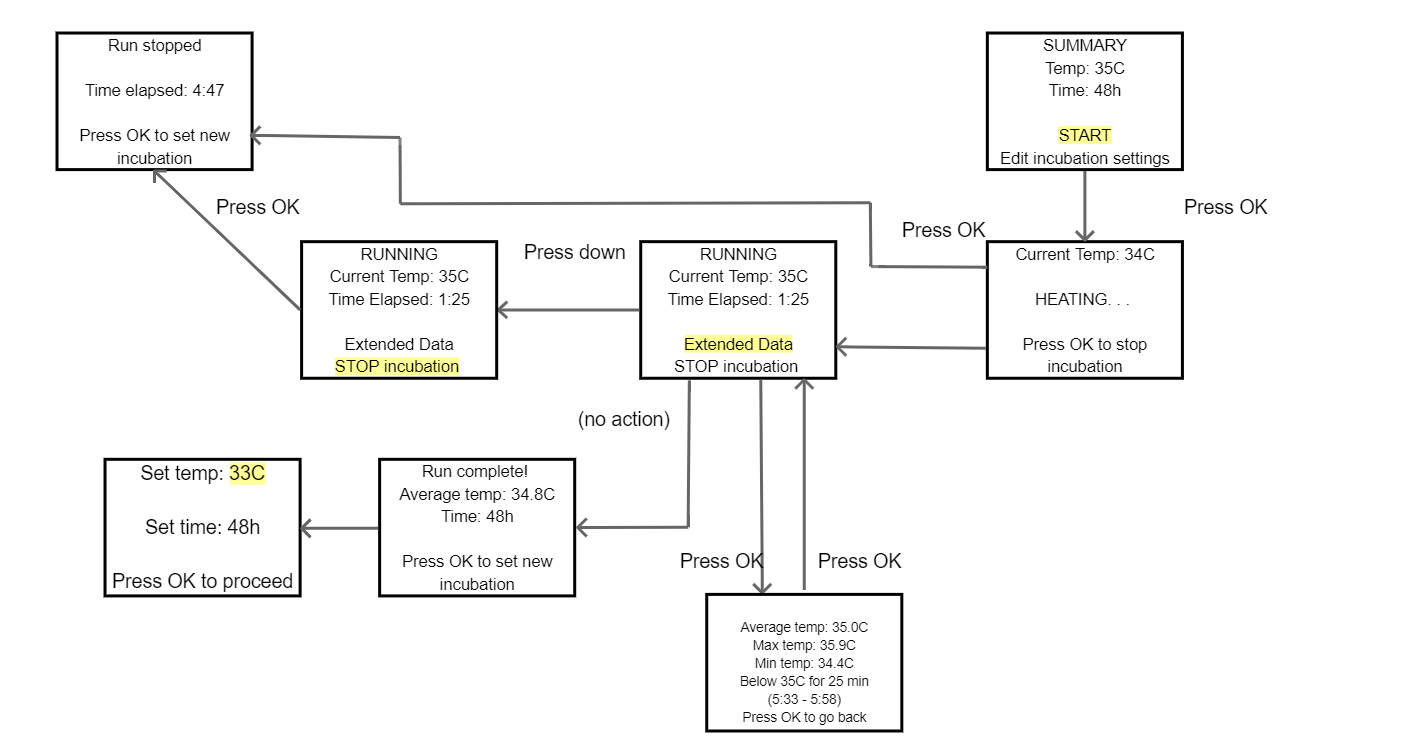 Run stopped
Time elapsed: 4:47
Press OK to set new
incubation
SUMMARY
Temp: 35C
Time: 48h
START
Edit incubation settings
Press OK
Press OK
Press OK
Press down
RUNNING
Current Temp: 35C
Time Elapsed: 1:25
Extended Data
STOP incubation
RUNNING
Current Temp: 35C
Time Elapsed: 1:25
Extended Data
STOP incubation
Current Temp: 34C
HEATING. . .
Press OK to stop
incubation
(no action)
Set temp: 33C
Set time: 48h
Press OK to proceed
Run complete!
Average temp: 34.8C
Time: 48h
Press OK to set new
incubation
Press OK
Press OK
Average temp: 35.0C
Max temp: 35.9C
Min temp: 34.4C
Below 35C for 25 min
(5:33 - 5:58)
Press OK to go back